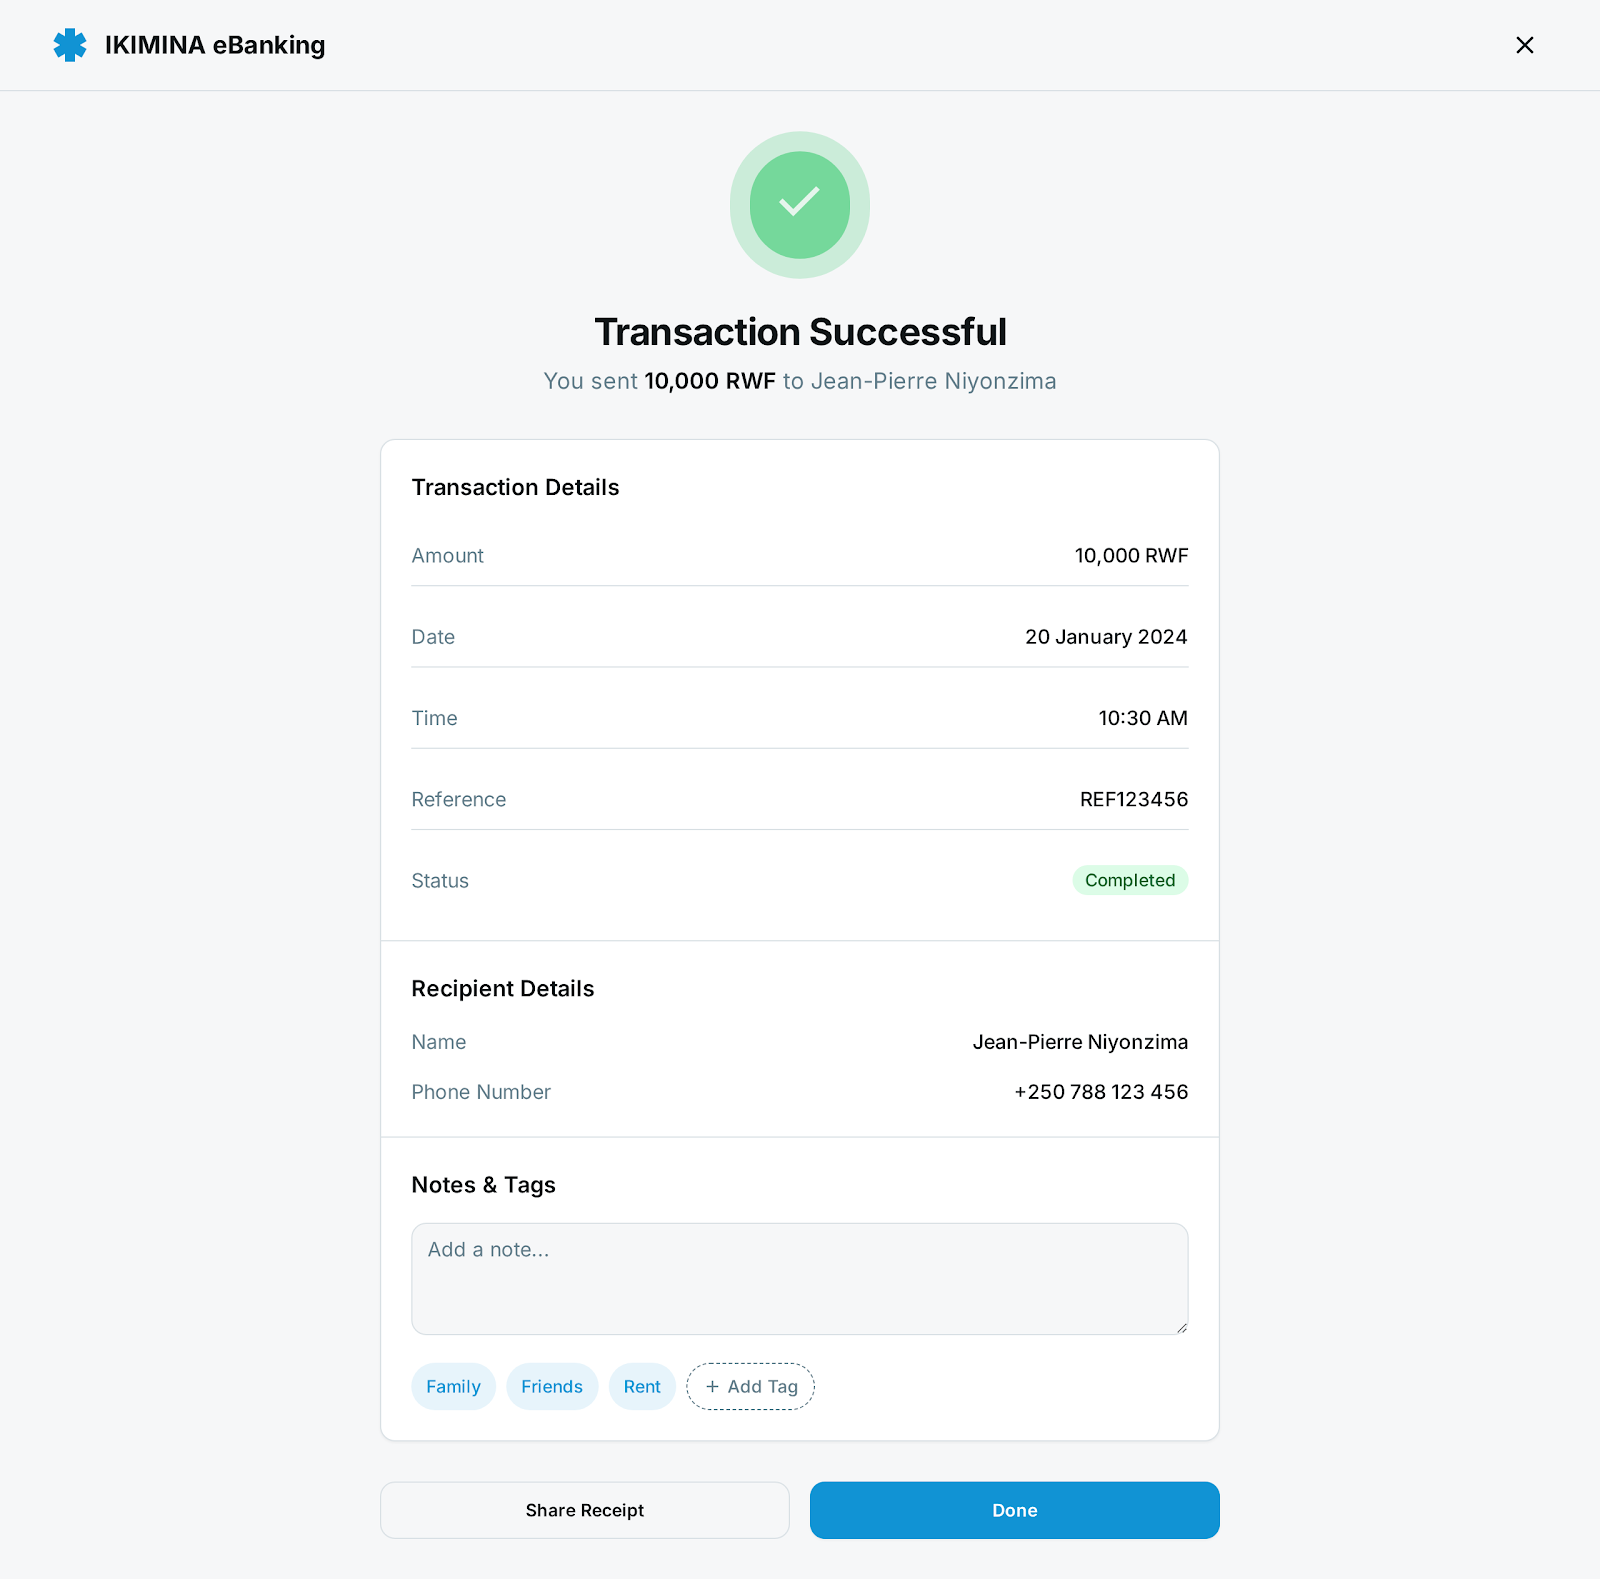 IKIMINA eBanking
Transaction Successful
You sent 10,000 RWF to Jean-Pierre Niyonzima
Transaction Details
Amount 10,000 RWF
Date 20 January 2024
Time 10:30 AM
Reference REF123456
Status Completed
Recipient Details
Name Jean-Pierre Niyonzima
Phone Number +250 788 123 456
Notes & Tags
Add a note...
Family Friends Rent + Add Tag
Share Receipt Done